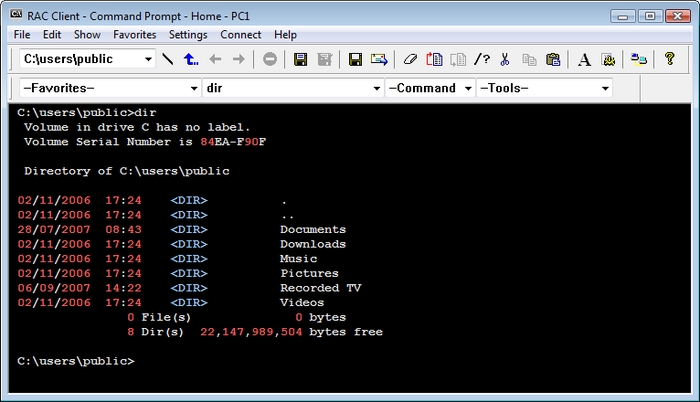 RAC Client - Command Prompt - Home - PC1
File Edit Show Favorites Settings Connect Help
C:\users\public
/?
A
–Favorites– dir –Command –Tools–
C:\users\public>dir
Volume in drive C has no label.
Volume Serial Number is 84EA-F90F
Directory of C:\users\public
02/11/2006 17:24 <DIR> .
02/11/2006 17:24 <DIR> ..
28/07/2007 08:43 <DIR> Documents
02/11/2006 17:24 <DIR> Downloads
02/11/2006 17:24 <DIR> Music
02/11/2006 17:24 <DIR> Pictures
06/09/2007 14:22 <DIR> Recorded TV
02/11/2006 17:24 <DIR> Videos
0 File(s) 0 bytes
8 Dir(s) 22,147,989,504 bytes free
C:\users\public>